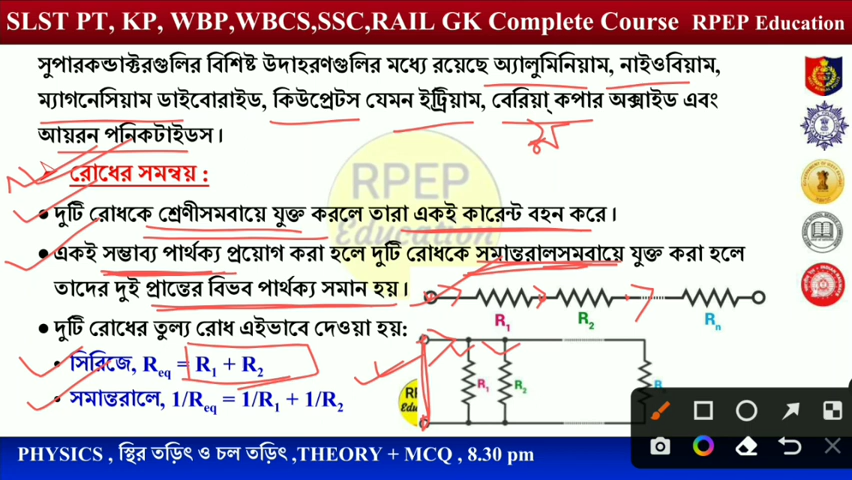 SLST PT, KP, WBP,WBCS,SSC,RAIL GK Complete Course RPEP Education
সুপারকন্ডাক্টরগুলির বিশিষ্ট উদাহরণগুলির মধ্যে রয়েছে অ্যালুমিনিয়াম, নাইওবিয়াম,
ম্যাগনেসিয়াম ডাইবোরাইড, কিউপ্রেটস যেমন ইট্রিয়াম, বেরিয়া্ কপার অক্সাইড এবং
আয়রন পনিকটাইডস।
রোধের সমন্বয় :
• দুটি রোধকে শ্রেণীসমবায়ে যুক্ত করলে তারা একই কারেন্ট বহন করে।
• একই সম্ভাব্য পার্থক্য প্রয়োগ করা হলে দুটি রোধকে সমান্তরালসমবায়ে যুক্ত করা হলে
তাদের দুই প্রান্তের বিভব পার্থক্য সমান হয়।
R₁ R₂ Rₙ
• দুটি রোধের তুল্য রোধ এইভাবে দেওয়া হয়:
• সিরিজে, R_eq = R₁ + R₂
• সমান্তরালে, 1/R_eq = 1/R₁ + 1/R₂
R₁ R₂
RPEP
Education
PHYSICS , স্থির তড়িৎ ও চল তড়িৎ,THEORY + MCQ , 8.30 pm